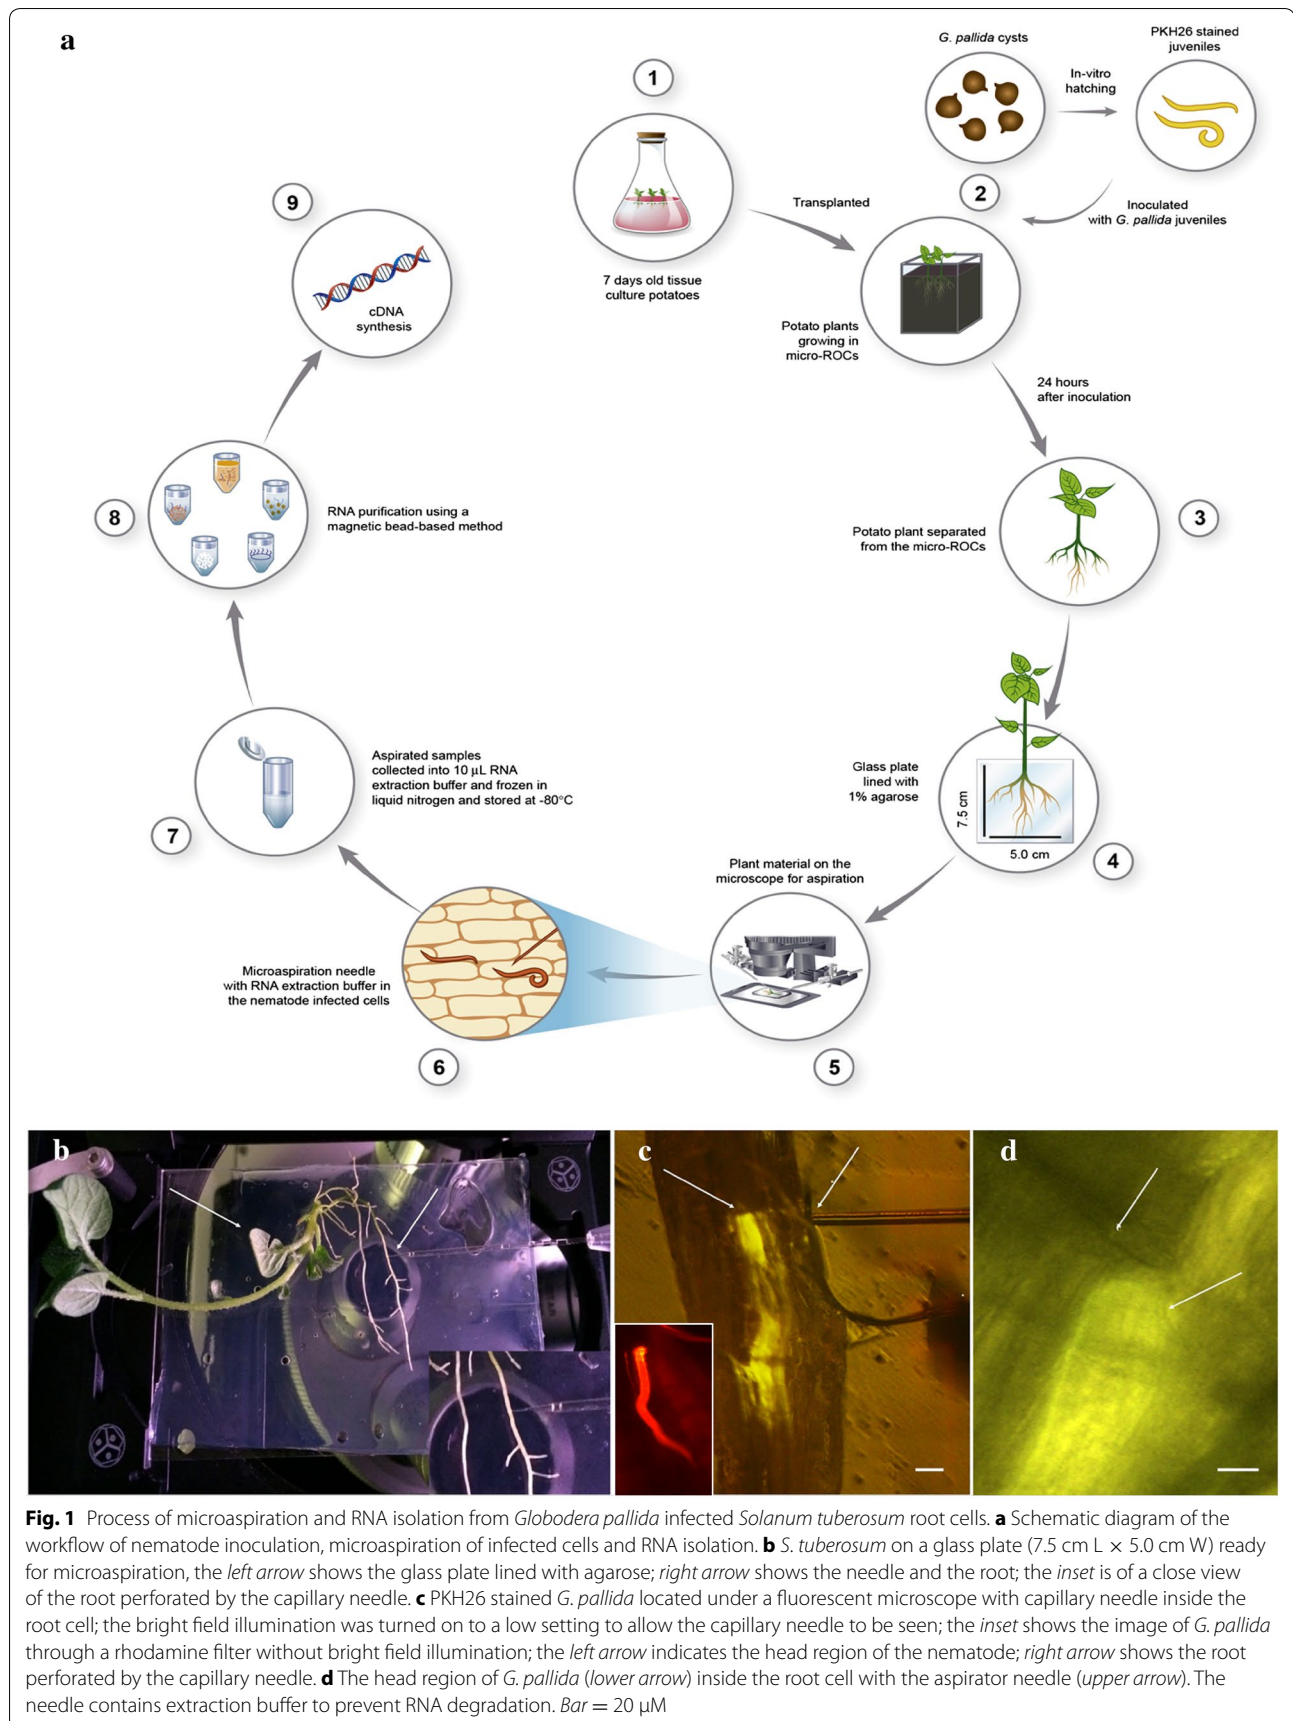 a
1
7 days old tissue
culture potatoes
G. pallida cysts
In-vitro
hatching
PKH26 stained
juveniles
2
Transplanted
Inoculated
with G. pallida juveniles
Potato plants
growing in
micro-ROCs
24 hours
after inoculation
3
Potato plant separated
from the micro-ROCs
Glass plate
lined with
1% agarose
7.5 cm
5.0 cm
4
Plant material on the
microscope for aspiration
5
Microaspiration needle
with RNA extraction buffer in
the nematode infected cells
6
Aspirated samples
collected into 10 μL RNA
extraction buffer and frozen in
liquid nitrogen and stored at -80°C
7
RNA purification using a
magnetic bead-based method
8
9
cDNA
synthesis
b
c
d
Fig. 1 Process of microaspiration and RNA isolation from Globodera pallida infected Solanum tuberosum root cells. a Schematic diagram of the
workflow of nematode inoculation, microaspiration of infected cells and RNA isolation. b S. tuberosum on a glass plate (7.5 cm L × 5.0 cm W) ready
for microaspiration, the left arrow shows the glass plate lined with agarose; right arrow shows the needle and the root; the inset is of a close view
of the root perforated by the capillary needle. c PKH26 stained G. pallida located under a fluorescent microscope with capillary needle inside the
root cell; the bright field illumination was turned on to a low setting to allow the capillary needle to be seen; the inset shows the image of G. pallida
through a rhodamine filter without bright field illumination; the left arrow indicates the head region of the nematode; right arrow shows the root
perforated by the capillary needle. d The head region of G. pallida (lower arrow) inside the root cell with the aspirator needle (upper arrow). The
needle contains extraction buffer to prevent RNA degradation. Bar = 20 μM